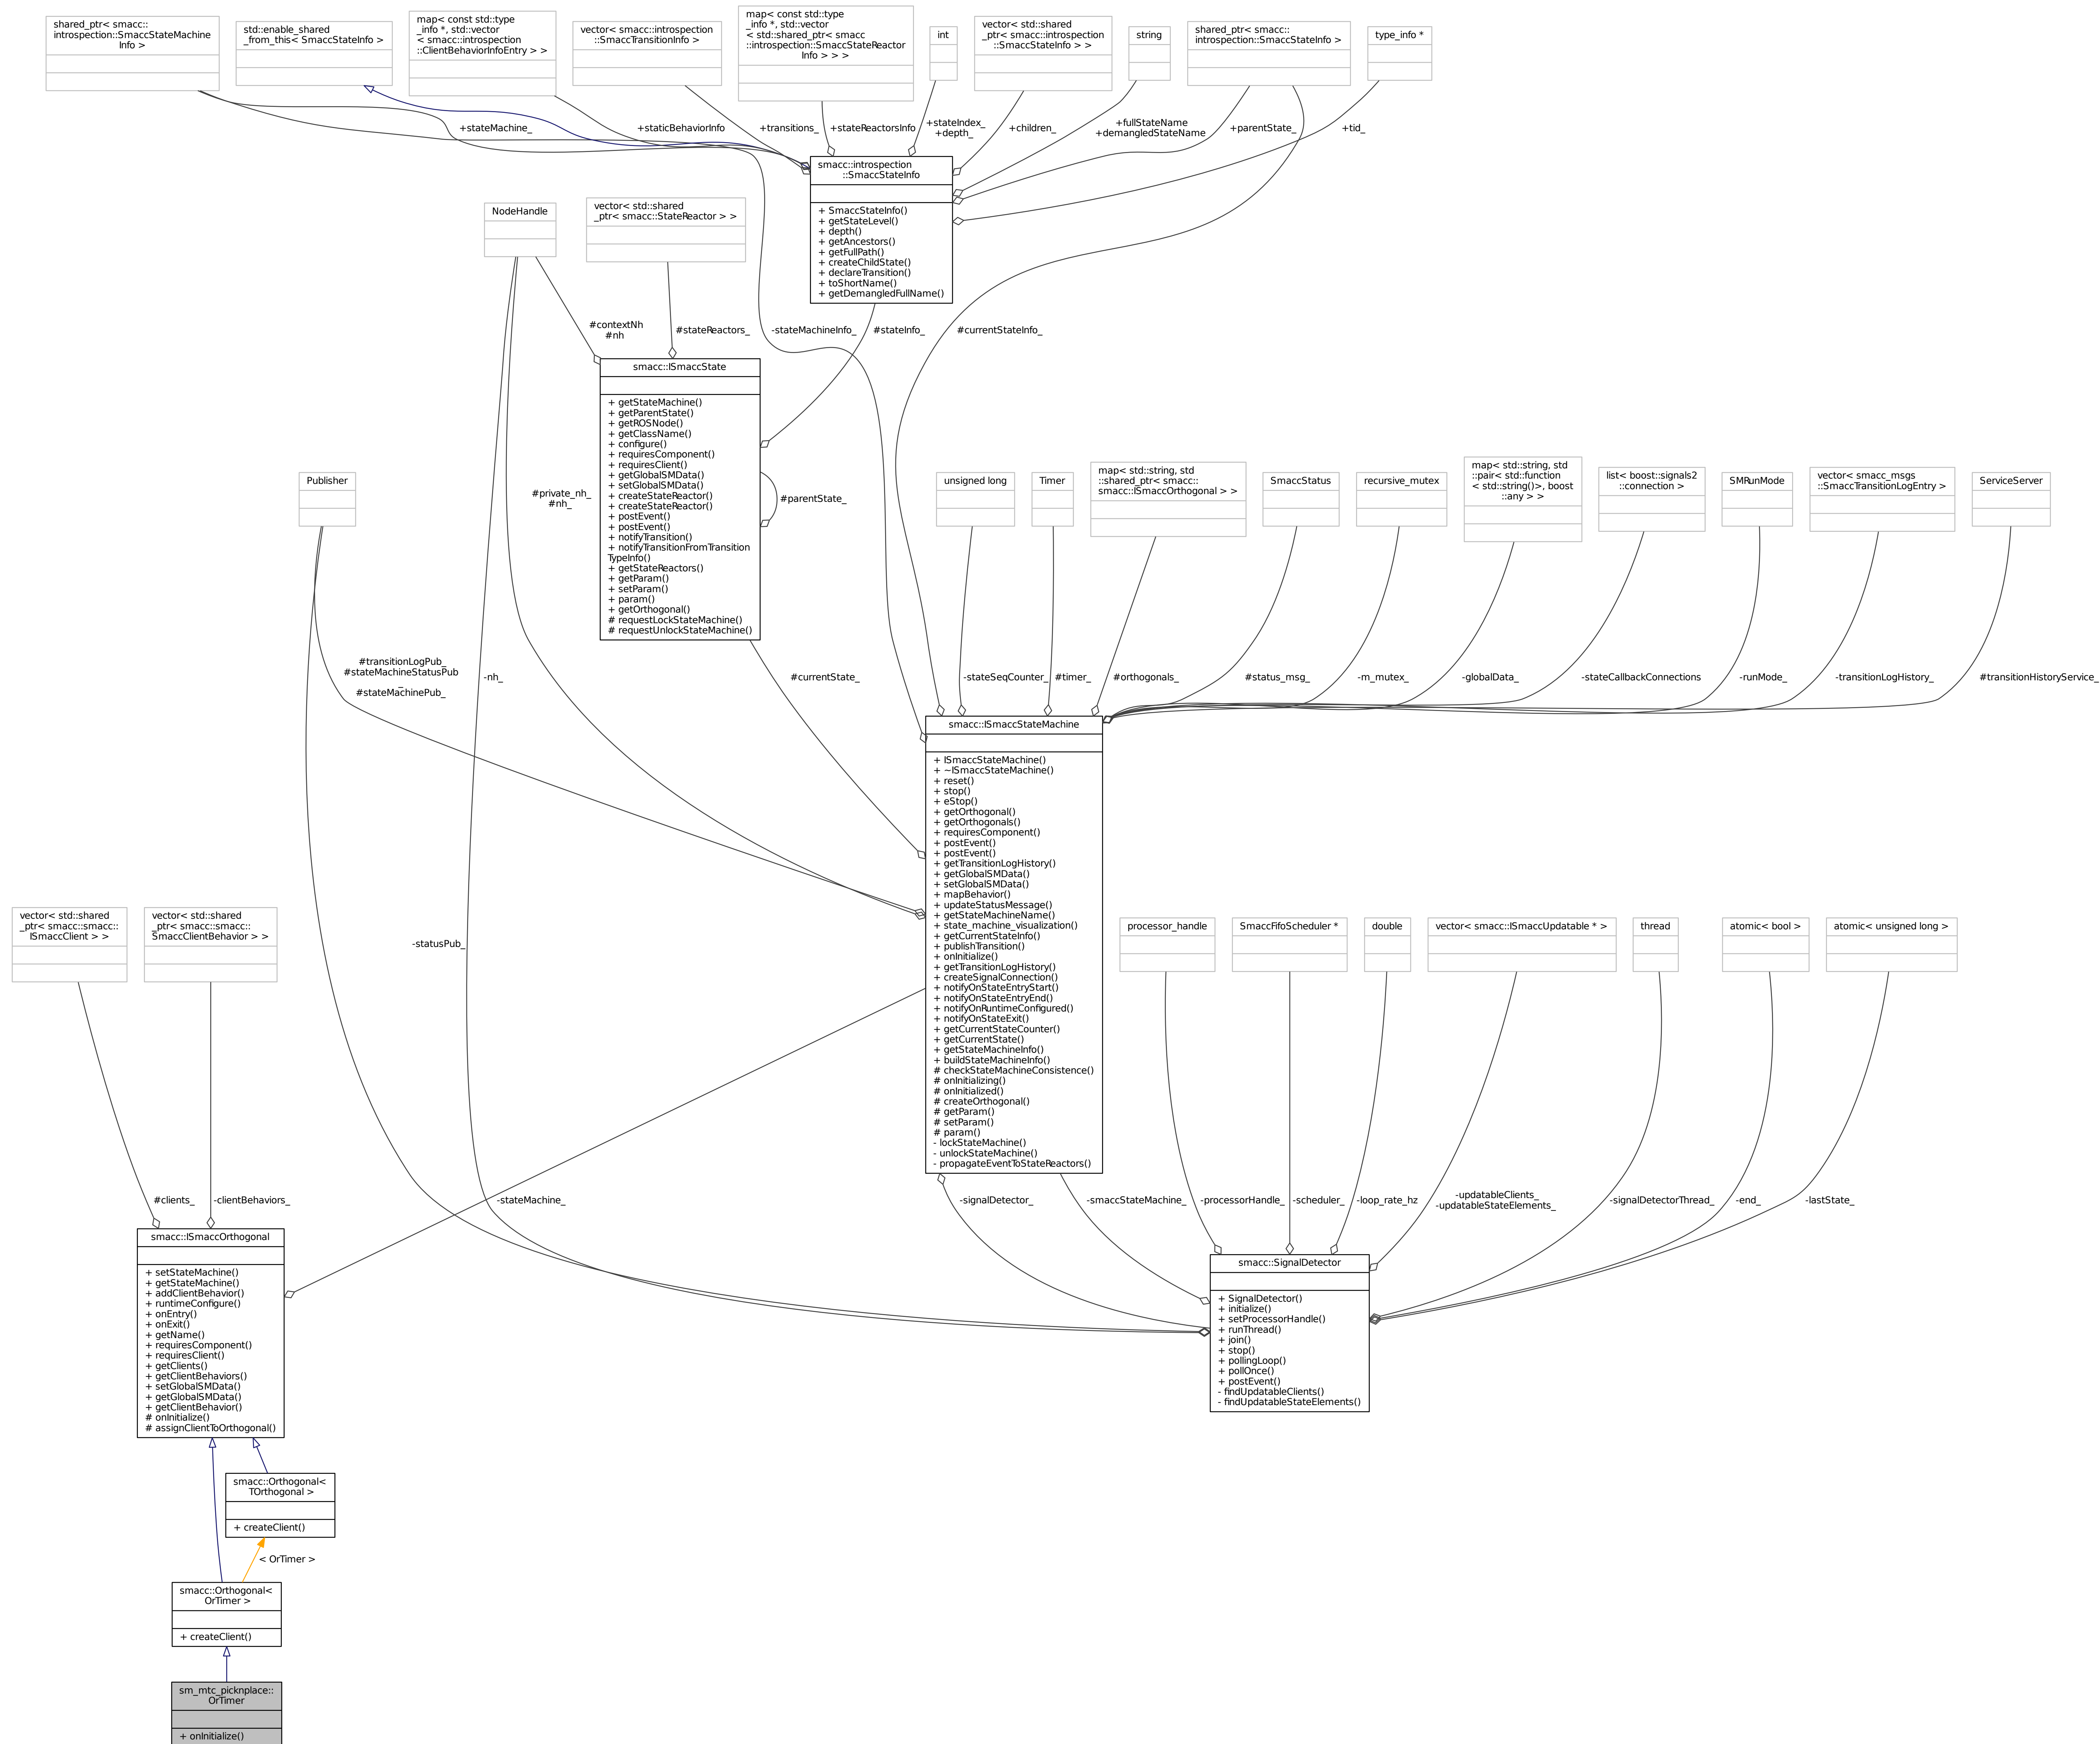 shared_ptr< smacc::
introspection::SmaccStateMachine
Info >
std::enable_shared
_from_this< SmaccStateInfo >
map< const std::type
_info *, std::vector
< smacc::introspection
::ClientBehaviorInfoEntry > >
vector< smacc::introspection
::SmaccTransitionInfo >
map< const std::type
_info *, std::vector
< std::shared_ptr< smacc
::introspection::SmaccStateReactor
Info > > >
int
vector< std::shared
_ptr< smacc::introspection
::SmaccStateInfo > >
string
shared_ptr< smacc::
introspection::SmaccStateInfo >
type_info *
+stateMachine_
+staticBehaviorInfo
+transitions_
+stateReactorsInfo
+stateIndex_
+depth_
+children_
+fullStateName
+demangledStateName
+parentState_
+tid_
smacc::introspection
::SmaccStateInfo
+ SmaccStateInfo()
+ getStateLevel()
+ depth()
+ getAncestors()
+ getFullPath()
+ createChildState()
+ declareTransition()
+ toShortName()
+ getDemangledFullName()
NodeHandle
vector< std::shared
_ptr< smacc::StateReactor > >
#contextNh
#nh
#stateReactors_
-stateMachineInfo_
#stateInfo_
#currentStateInfo_
smacc::ISmaccState
+ getStateMachine()
+ getParentState()
+ getROSNode()
+ getClassName()
+ configure()
+ requiresComponent()
+ requiresClient()
+ getGlobalSMData()
+ setGlobalSMData()
+ createStateReactor()
+ createStateReactor()
+ postEvent()
+ postEvent()
+ notifyTransition()
+ notifyTransitionFromTransition
TypeInfo()
+ getStateReactors()
+ getParam()
+ setParam()
+ param()
+ getOrthogonal()
# requestLockStateMachine()
# requestUnlockStateMachine()
#parentState_
#private_nh_
#nh_
Publisher
unsigned long
Timer
map< std::string, std
::shared_ptr< smacc::
smacc::ISmaccOrthogonal > >
SmaccStatus
recursive_mutex
map< std::string, std
::pair< std::function
< std::string()>, boost
::any > >
list< boost::signals2
::connection >
SMRunMode
vector< smacc_msgs
::SmaccTransitionLogEntry >
ServiceServer
#transitionLogPub_
#stateMachineStatusPub
_
#stateMachinePub_
-nh_
#currentState_
-stateSeqCounter_
#timer_
#orthogonals_
#status_msg_
-m_mutex_
-globalData_
-stateCallbackConnections
-runMode_
-transitionLogHistory_
#transitionHistoryService_
smacc::ISmaccStateMachine
+ ISmaccStateMachine()
+ ~ISmaccStateMachine()
+ reset()
+ stop()
+ eStop()
+ getOrthogonal()
+ getOrthogonals()
+ requiresComponent()
+ postEvent()
+ postEvent()
+ getTransitionLogHistory()
+ getGlobalSMData()
+ setGlobalSMData()
+ mapBehavior()
+ updateStatusMessage()
+ getStateMachineName()
+ state_machine_visualization()
+ getCurrentStateInfo()
+ publishTransition()
+ onInitialize()
+ getTransitionLogHistory()
+ createSignalConnection()
+ notifyOnStateEntryStart()
+ notifyOnStateEntryEnd()
+ notifyOnRuntimeConfigured()
+ notifyOnStateExit()
+ getCurrentStateCounter()
+ getCurrentState()
+ getStateMachineInfo()
+ buildStateMachineInfo()
# checkStateMachineConsistence()
# onInitializing()
# onInitialized()
# createOrthogonal()
# getParam()
# setParam()
# param()
- lockStateMachine()
- unlockStateMachine()
- propagateEventToStateReactors()
vector< std::shared
_ptr< smacc::smacc::
ISmaccClient > >
vector< std::shared
_ptr< smacc::smacc::
SmaccClientBehavior > >
-statusPub_
processor_handle
SmaccFifoScheduler *
double
vector< smacc::ISmaccUpdatable * >
thread
atomic< bool >
atomic< unsigned long >
#clients_
-clientBehaviors_
-stateMachine_
-signalDetector_
-smaccStateMachine_
-processorHandle_
-scheduler_
-loop_rate_hz
-updatableClients_
-updatableStateElements_
-signalDetectorThread_
-end_
-lastState_
smacc::ISmaccOrthogonal
+ setStateMachine()
+ getStateMachine()
+ addClientBehavior()
+ runtimeConfigure()
+ onEntry()
+ onExit()
+ getName()
+ requiresComponent()
+ requiresClient()
+ getClients()
+ getClientBehaviors()
+ setGlobalSMData()
+ getGlobalSMData()
+ getClientBehavior()
# onInitialize()
# assignClientToOrthogonal()
smacc::SignalDetector
+ SignalDetector()
+ initialize()
+ setProcessorHandle()
+ runThread()
+ join()
+ stop()
+ pollingLoop()
+ pollOnce()
+ postEvent()
- findUpdatableClients()
- findUpdatableStateElements()
smacc::Orthogonal<
TOrthogonal >
+ createClient()
< OrTimer >
smacc::Orthogonal<
OrTimer >
+ createClient()
sm_mtc_picknplace::
OrTimer
+ onInitialize()